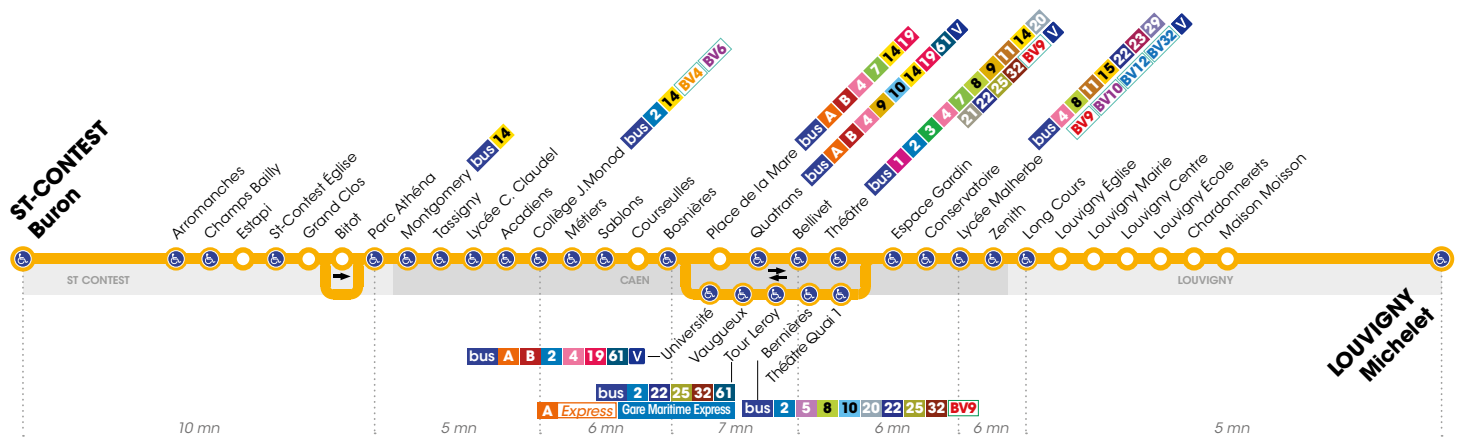 ST-CONTEST
Buron
Arromanches
Champs Bailly
Estapi
St-Contest Église
Grand Clos
Bitot
Parc Athéna
Montgomery bus 14
Tassigny
Lycée C. Claudel
Acadiens
Collège J.Monod bus 2 14 BV4 BV6
Métiers
Sablons
Courseulles
Bosnières
Place de la Mare bus A B 4 7 14 19
Quatrans bus A B 4 9 10 14 19 61 V
Bellivet
Théâtre bus 1 2 3 4 7 8 9 11 14 20
21 22 25 32 BV9 V
Espace Gardin
Conservatoire
Lycée Malherbe bus 4 8 11 15 22 23 29
BV9 BV10 BV12 BV32 V
Zenith
Long Cours
Louvigny Église
Louvigny Mairie
Louvigny Centre
Louvigny École
Chardonnerets
Maison Moisson
ST CONTEST
CAEN
LOUVIGNY
LOUVIGNY
Michelet
Université
Vaugueux
Tour Leroy
Bernières
Théâtre Quai 1
bus A B 2 4 19 61 V
bus 2 22 25 32 61
A Express Gare Maritime Express
bus 2 5 8 10 20 22 25 32 BV9
10 mn
5 mn
6 mn
7 mn
6 mn
6 mn
5 mn